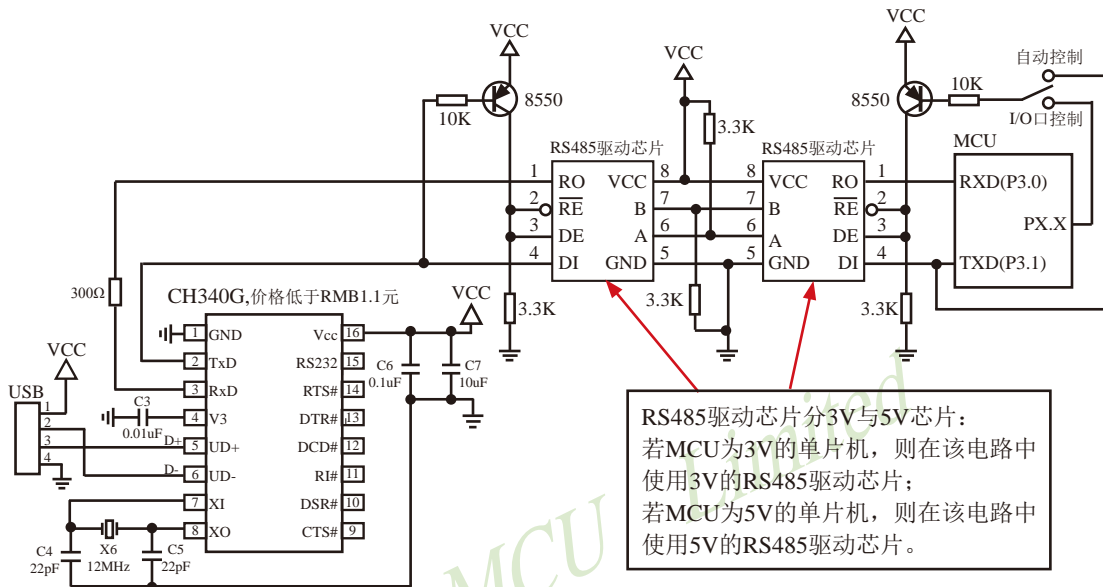 VCC
VCC
VCC
自动控制
10K
8550
8550
10K
I/O口控制
3.3K
MCU
RS485驱动芯片
RS485驱动芯片
1
RO
VCC
8
8
VCC
RO
1
RXD(P3.0)
2
RE
B
7
7
B
RE
2
PX.X
3
DE
A
6
6
A
DE
3
4
DI
GND
5
5
GND
DI
4
TXD(P3.1)
300Ω
3.3K
3.3K
3.3K
CH340G,价格低于RMB1.1元
VCC
1
GND
Vcc
16
2
TxD
RS232
15
3
RxD
RTS#
14
4
V3
DTR#
13
5
UD+
DCD#
12
6
UD-
RI#
11
7
XI
DSR#
10
8
XO
CTS#
9
C6
0.1uF
C7
10uF
VCC
USB
1
2
3
4
C3
0.01uF
D+
D-
C4
22pF
X6
12MHz
C5
22pF
RS485驱动芯片分3V与5V芯片：
若MCU为3V的单片机，则在该电路中
使用3V的RS485驱动芯片；
若MCU为5V的单片机，则在该电路中
使用5V的RS485驱动芯片。
MCU Limited